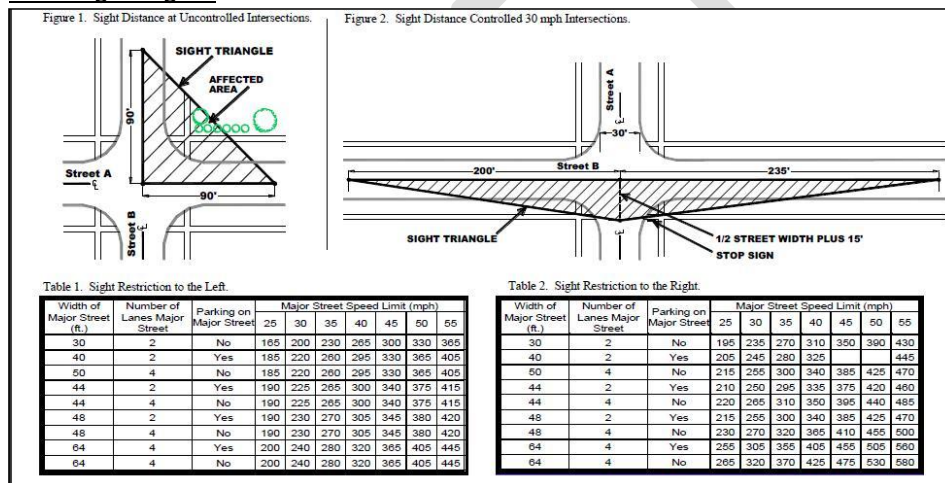 Figure 1.  Sight Distance at Uncontrolled Intersections.
Figure 2.  Sight Distance Controlled 30 mph Intersections.
SIGHT TRIANGLE
AFFECTED
AREA
90'
Street A
90'
Street B
Street A
30'
200'
Street B
235'
SIGHT TRIANGLE
1/2 STREET WIDTH PLUS 15'
STOP SIGN
Table 1.  Sight Restriction to the Left.
Width of Major Street (ft.) Number of Lanes Major Street Parking on Major Street Major Street Speed Limit (mph)
25 30 35 40 45 50 55
30 2 No 165 200 230 265 300 330 365
40 2 Yes 185 220 260 295 330 365 405
50 4 No 185 220 260 295 330 365 405
44 2 Yes 190 225 265 300 340 375 415
44 4 No 190 225 265 300 340 375 415
48 2 Yes 190 230 270 305 345 380 420
48 4 No 190 230 270 305 345 380 420
64 4 Yes 200 240 280 320 365 405 445
64 4 No 200 240 280 320 365 405 445
Table 2.  Sight Restriction to the Right.
Width of Major Street (ft.) Number of Lanes Major Street Parking on Major Street Major Street Speed Limit (mph)
25 30 35 40 45 50 55
30 2 No 195 235 270 310 350 390 430
40 2 Yes 205 245 280 325 445
50 4 No 215 255 300 340 385 425 470
44 2 Yes 210 250 295 335 375 420 460
44 4 No 220 265 310 350 395 440 485
48 2 Yes 215 255 300 340 385 425 470
48 4 No 230 270 320 365 410 455 500
64 4 Yes 255 305 355 405 455 505 560
64 4 No 265 320 370 425 475 530 580